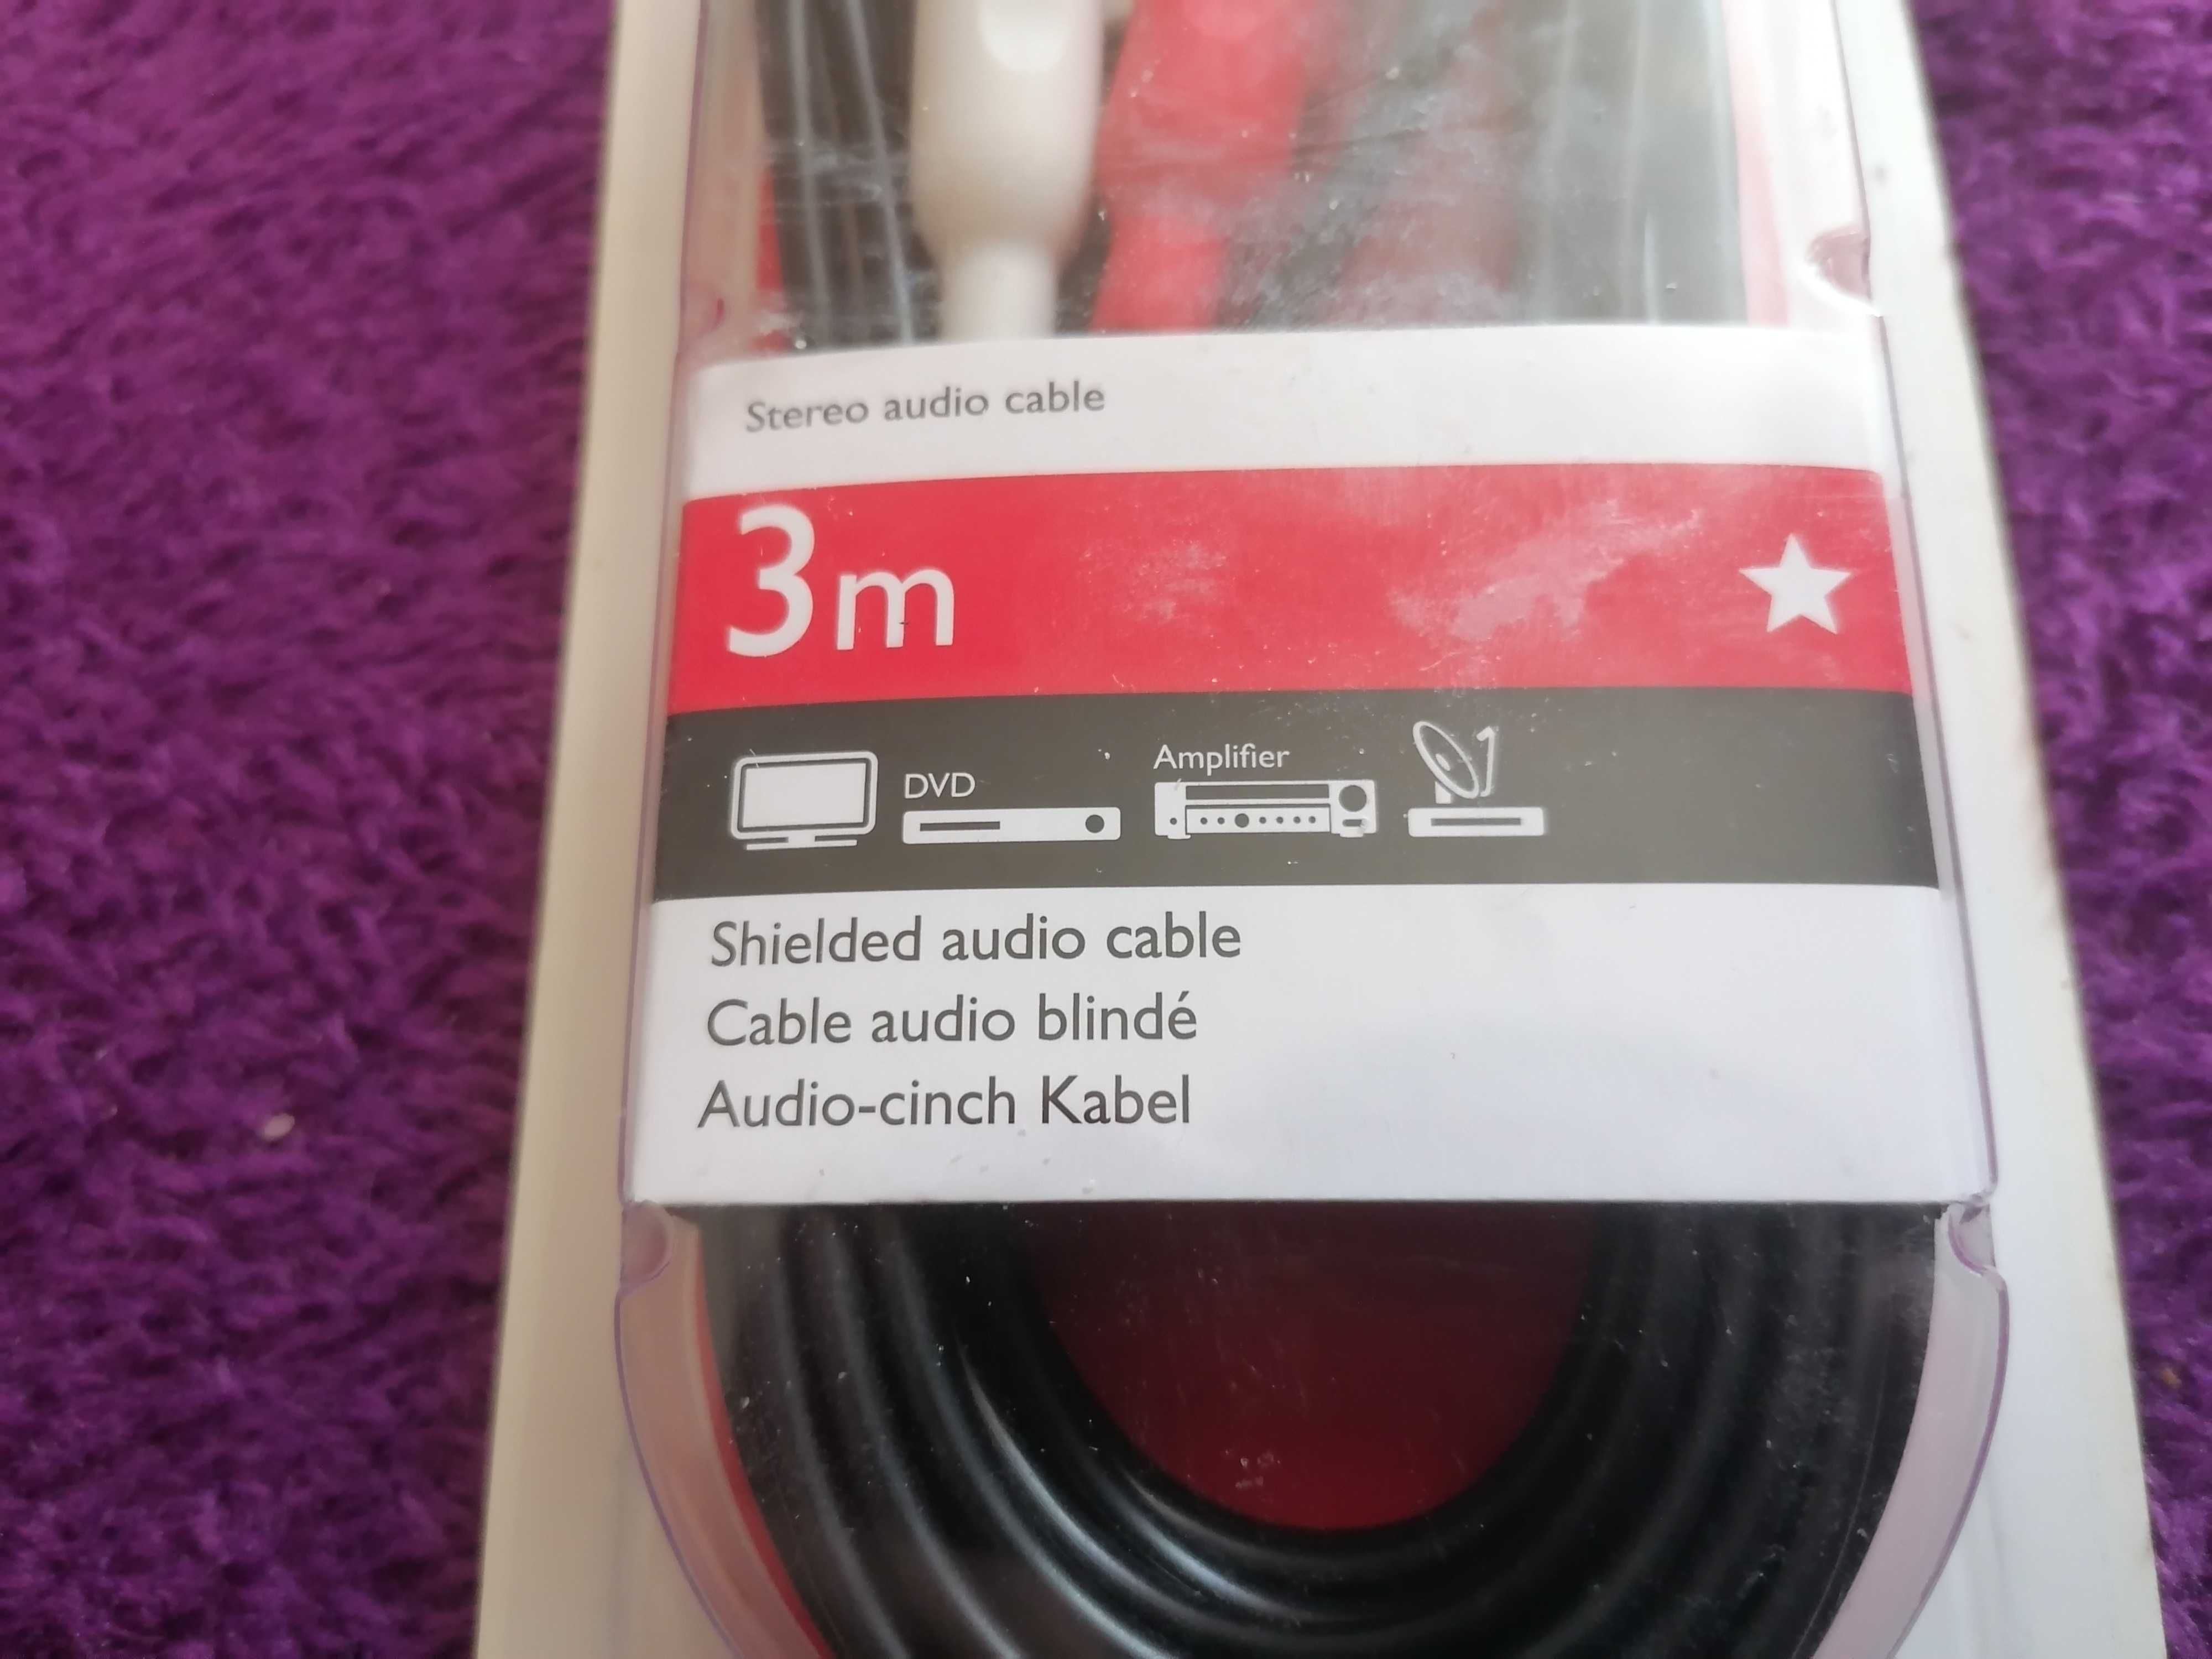 Stereo audio cable
3m
DVD
Amplifier
Shielded audio cable
Cable audio blindé
Audio-cinch Kabel